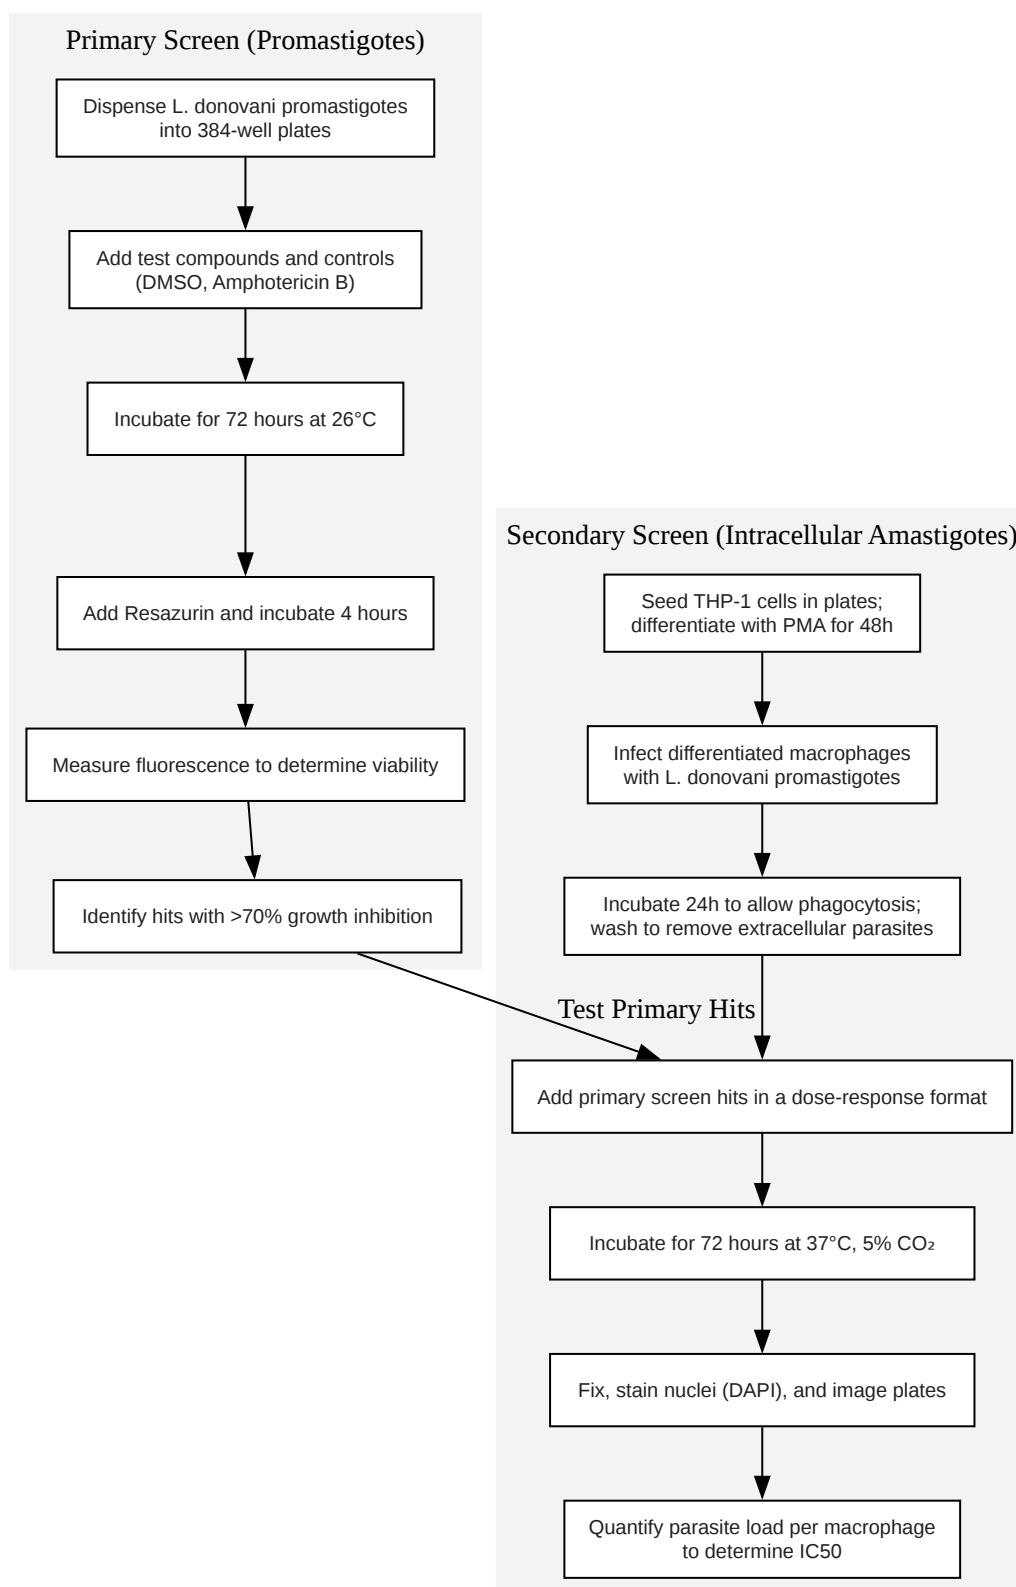 Primary Screen (Promastigotes)
Dispense L. donovani promastigotes
into 384-well plates
Add test compounds and controls
(DMSO, Amphotericin B)
Incubate for 72 hours at 26°C
Add Resazurin and incubate 4 hours
Measure fluorescence to determine viability
Identify hits with >70% growth inhibition
Secondary Screen (Intracellular Amastigotes)
Seed THP-1 cells in plates;
differentiate with PMA for 48h
Infect differentiated macrophages
with L. donovani promastigotes
Incubate 24h to allow phagocytosis;
wash to remove extracellular parasites
Test Primary Hits
Add primary screen hits in a dose-response format
Incubate for 72 hours at 37°C, 5% CO₂
Fix, stain nuclei (DAPI), and image plates
Quantify parasite load per macrophage
to determine IC50